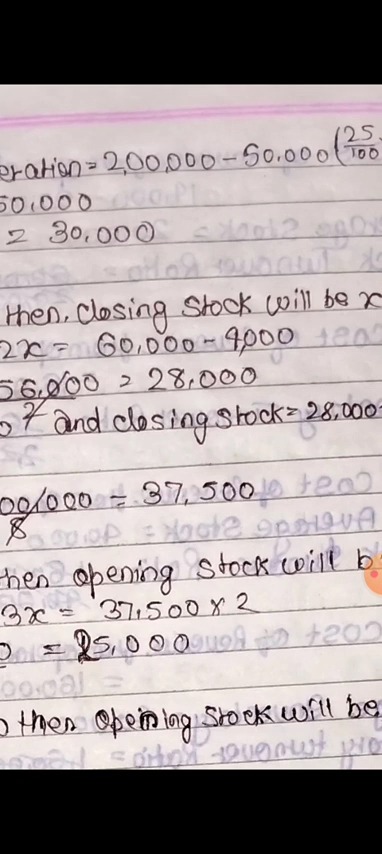 eration = 2,00,000 - 50,000 (25/100
50,000
= 30,000
then, closing stock will be x
2x = 60,000 - 4,000
56,000 = 28,000
and closing stock = 28,000
00,000 = 37,500
8
then opening stock will b
3x = 37,500 x 2
= 25,000
then opening stock will be